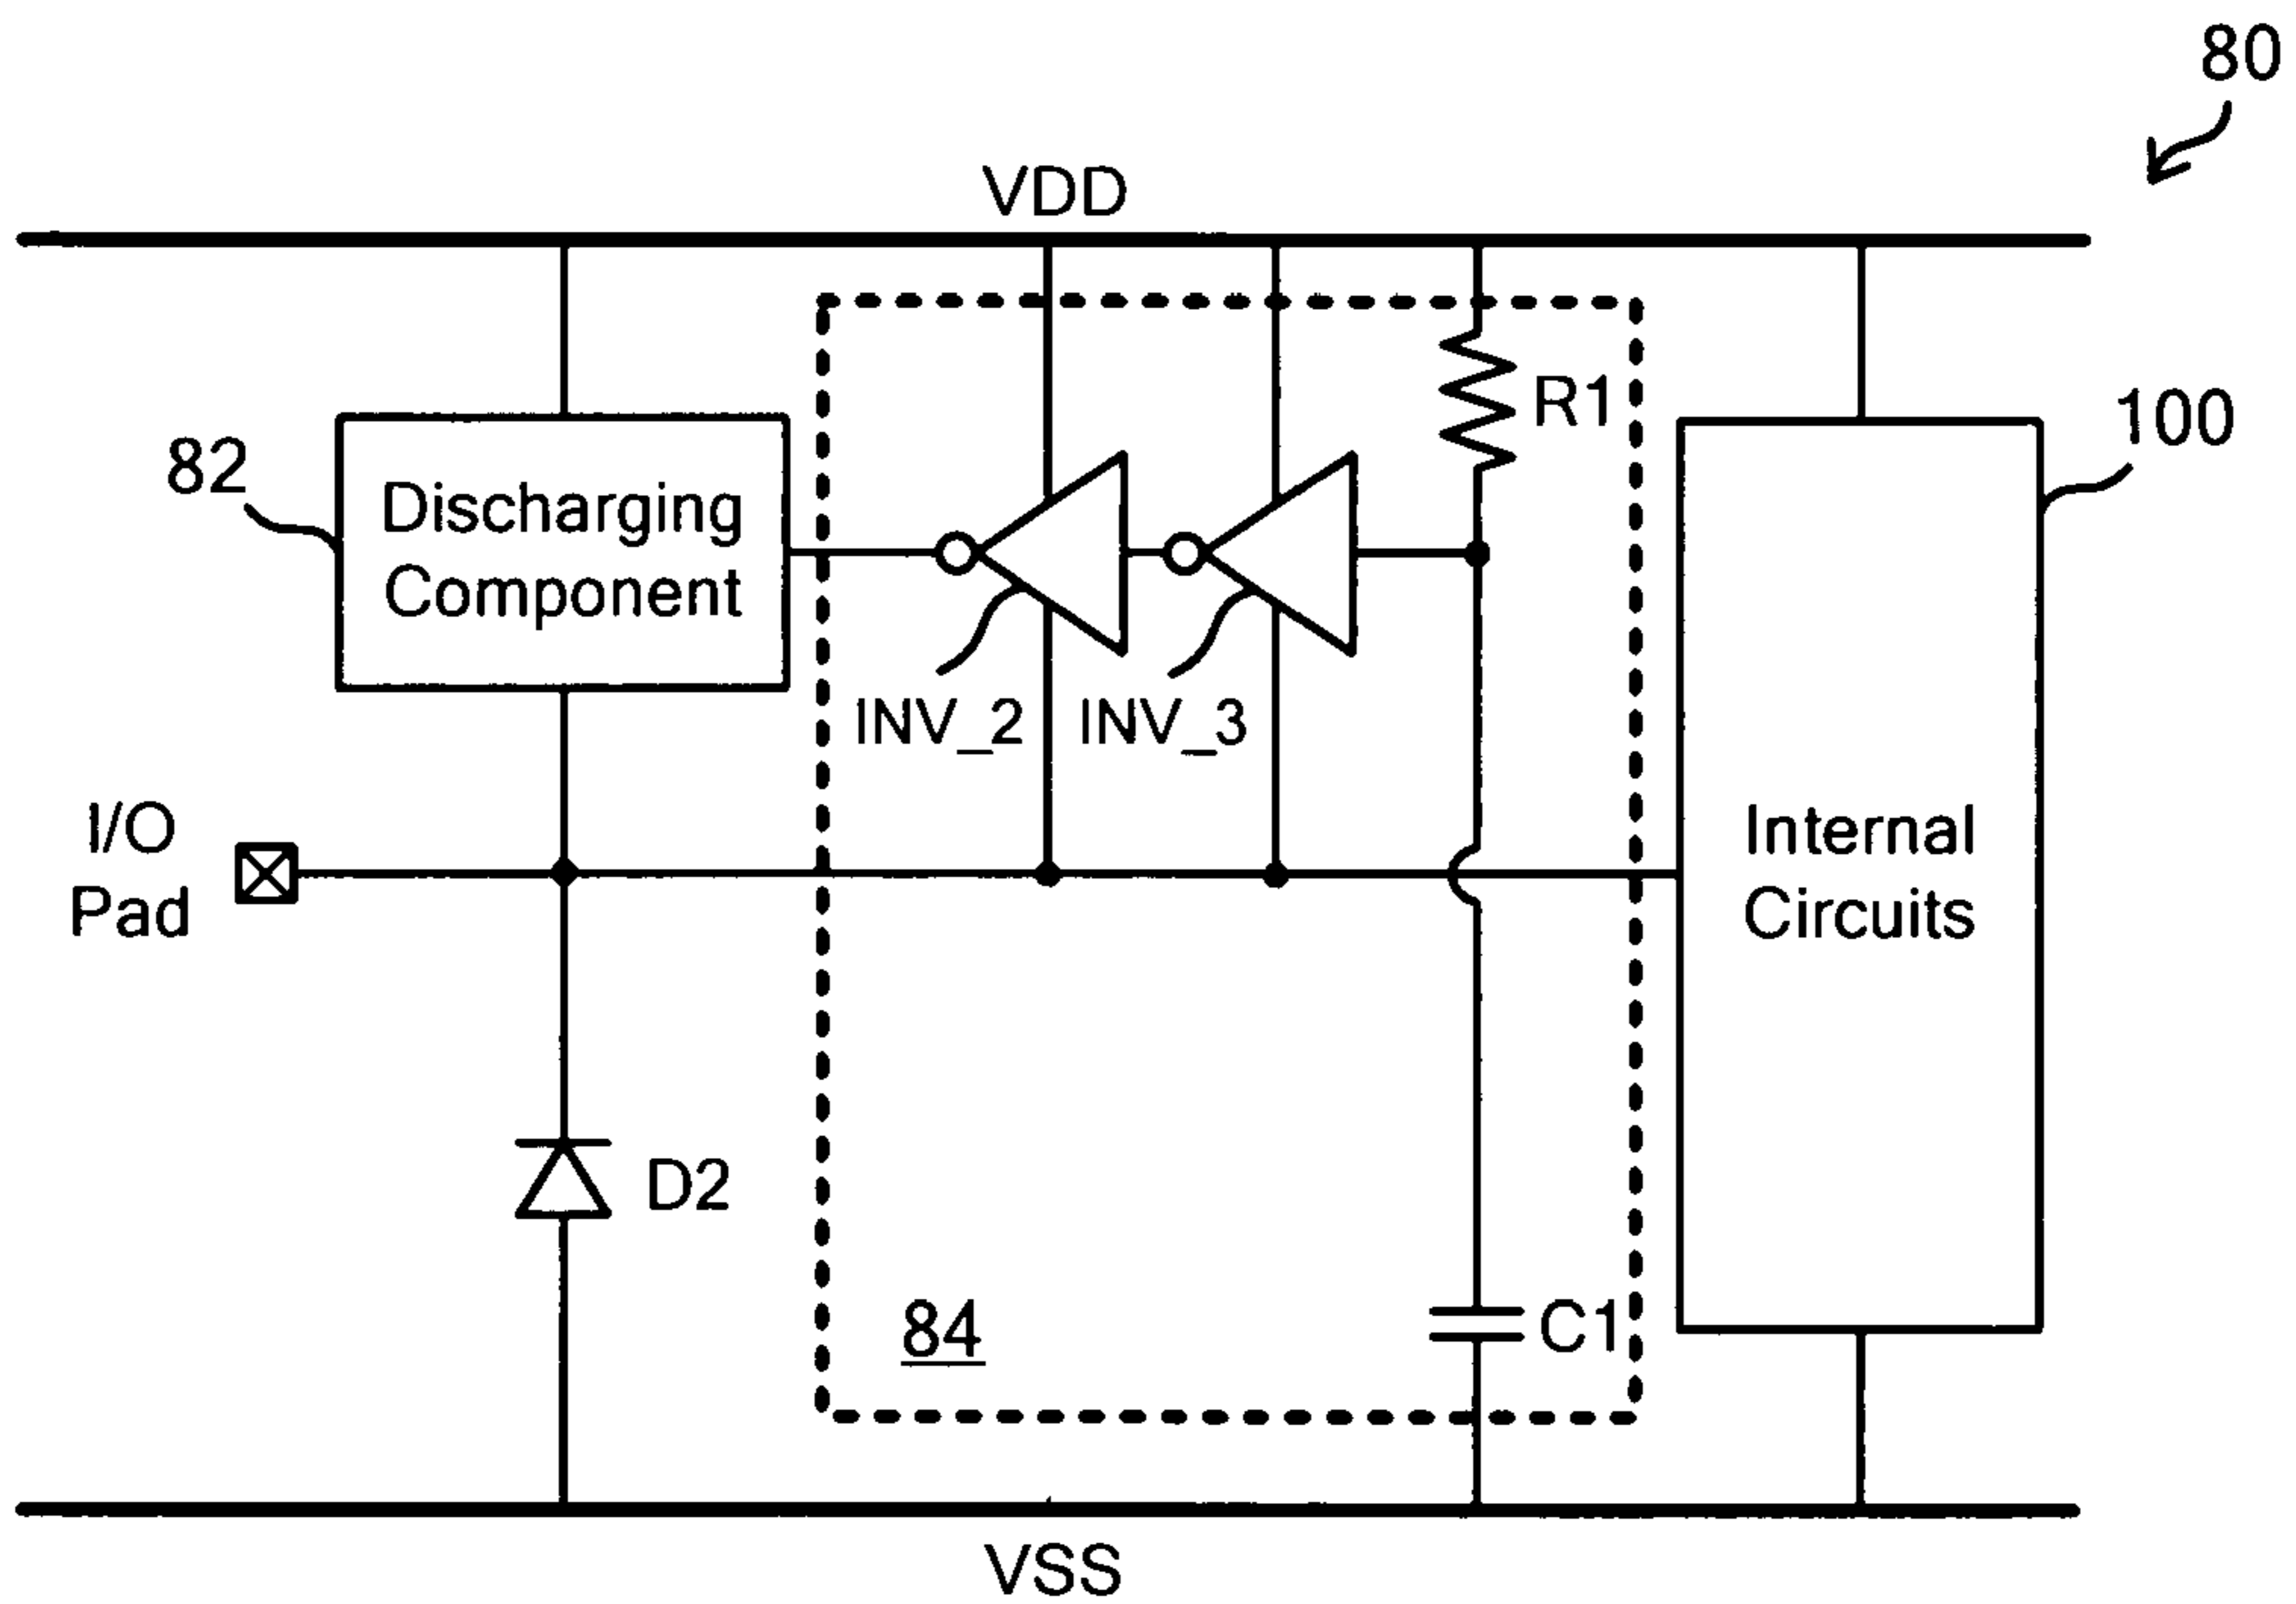 80
VDD
R1
100
82
Discharging
Component
INV_2
INV_3
I/O
Pad
Internal
Circuits
D2
84
C1
VSS